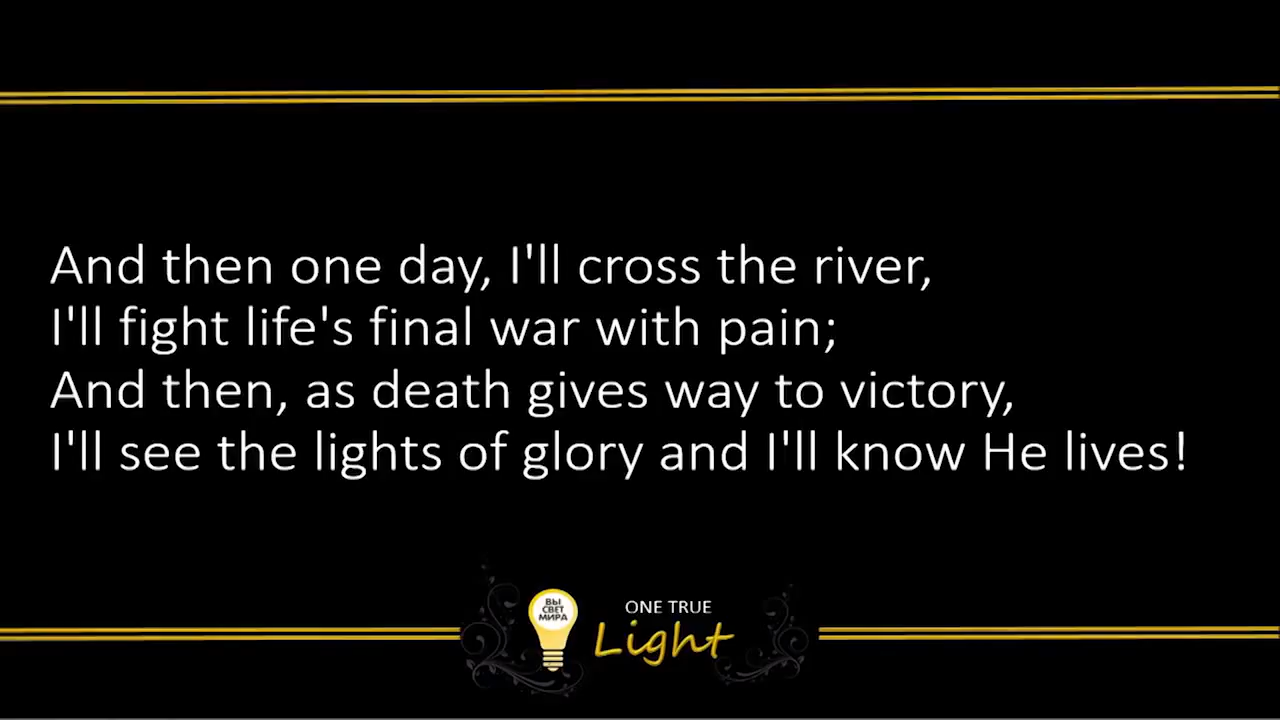 And then one day, I'll cross the river,
I'll fight life's final war with pain;
And then, as death gives way to victory,
I'll see the lights of glory and I'll know He lives!
ВЫ
СВЕТ
МИРА
ONE TRUE
Light